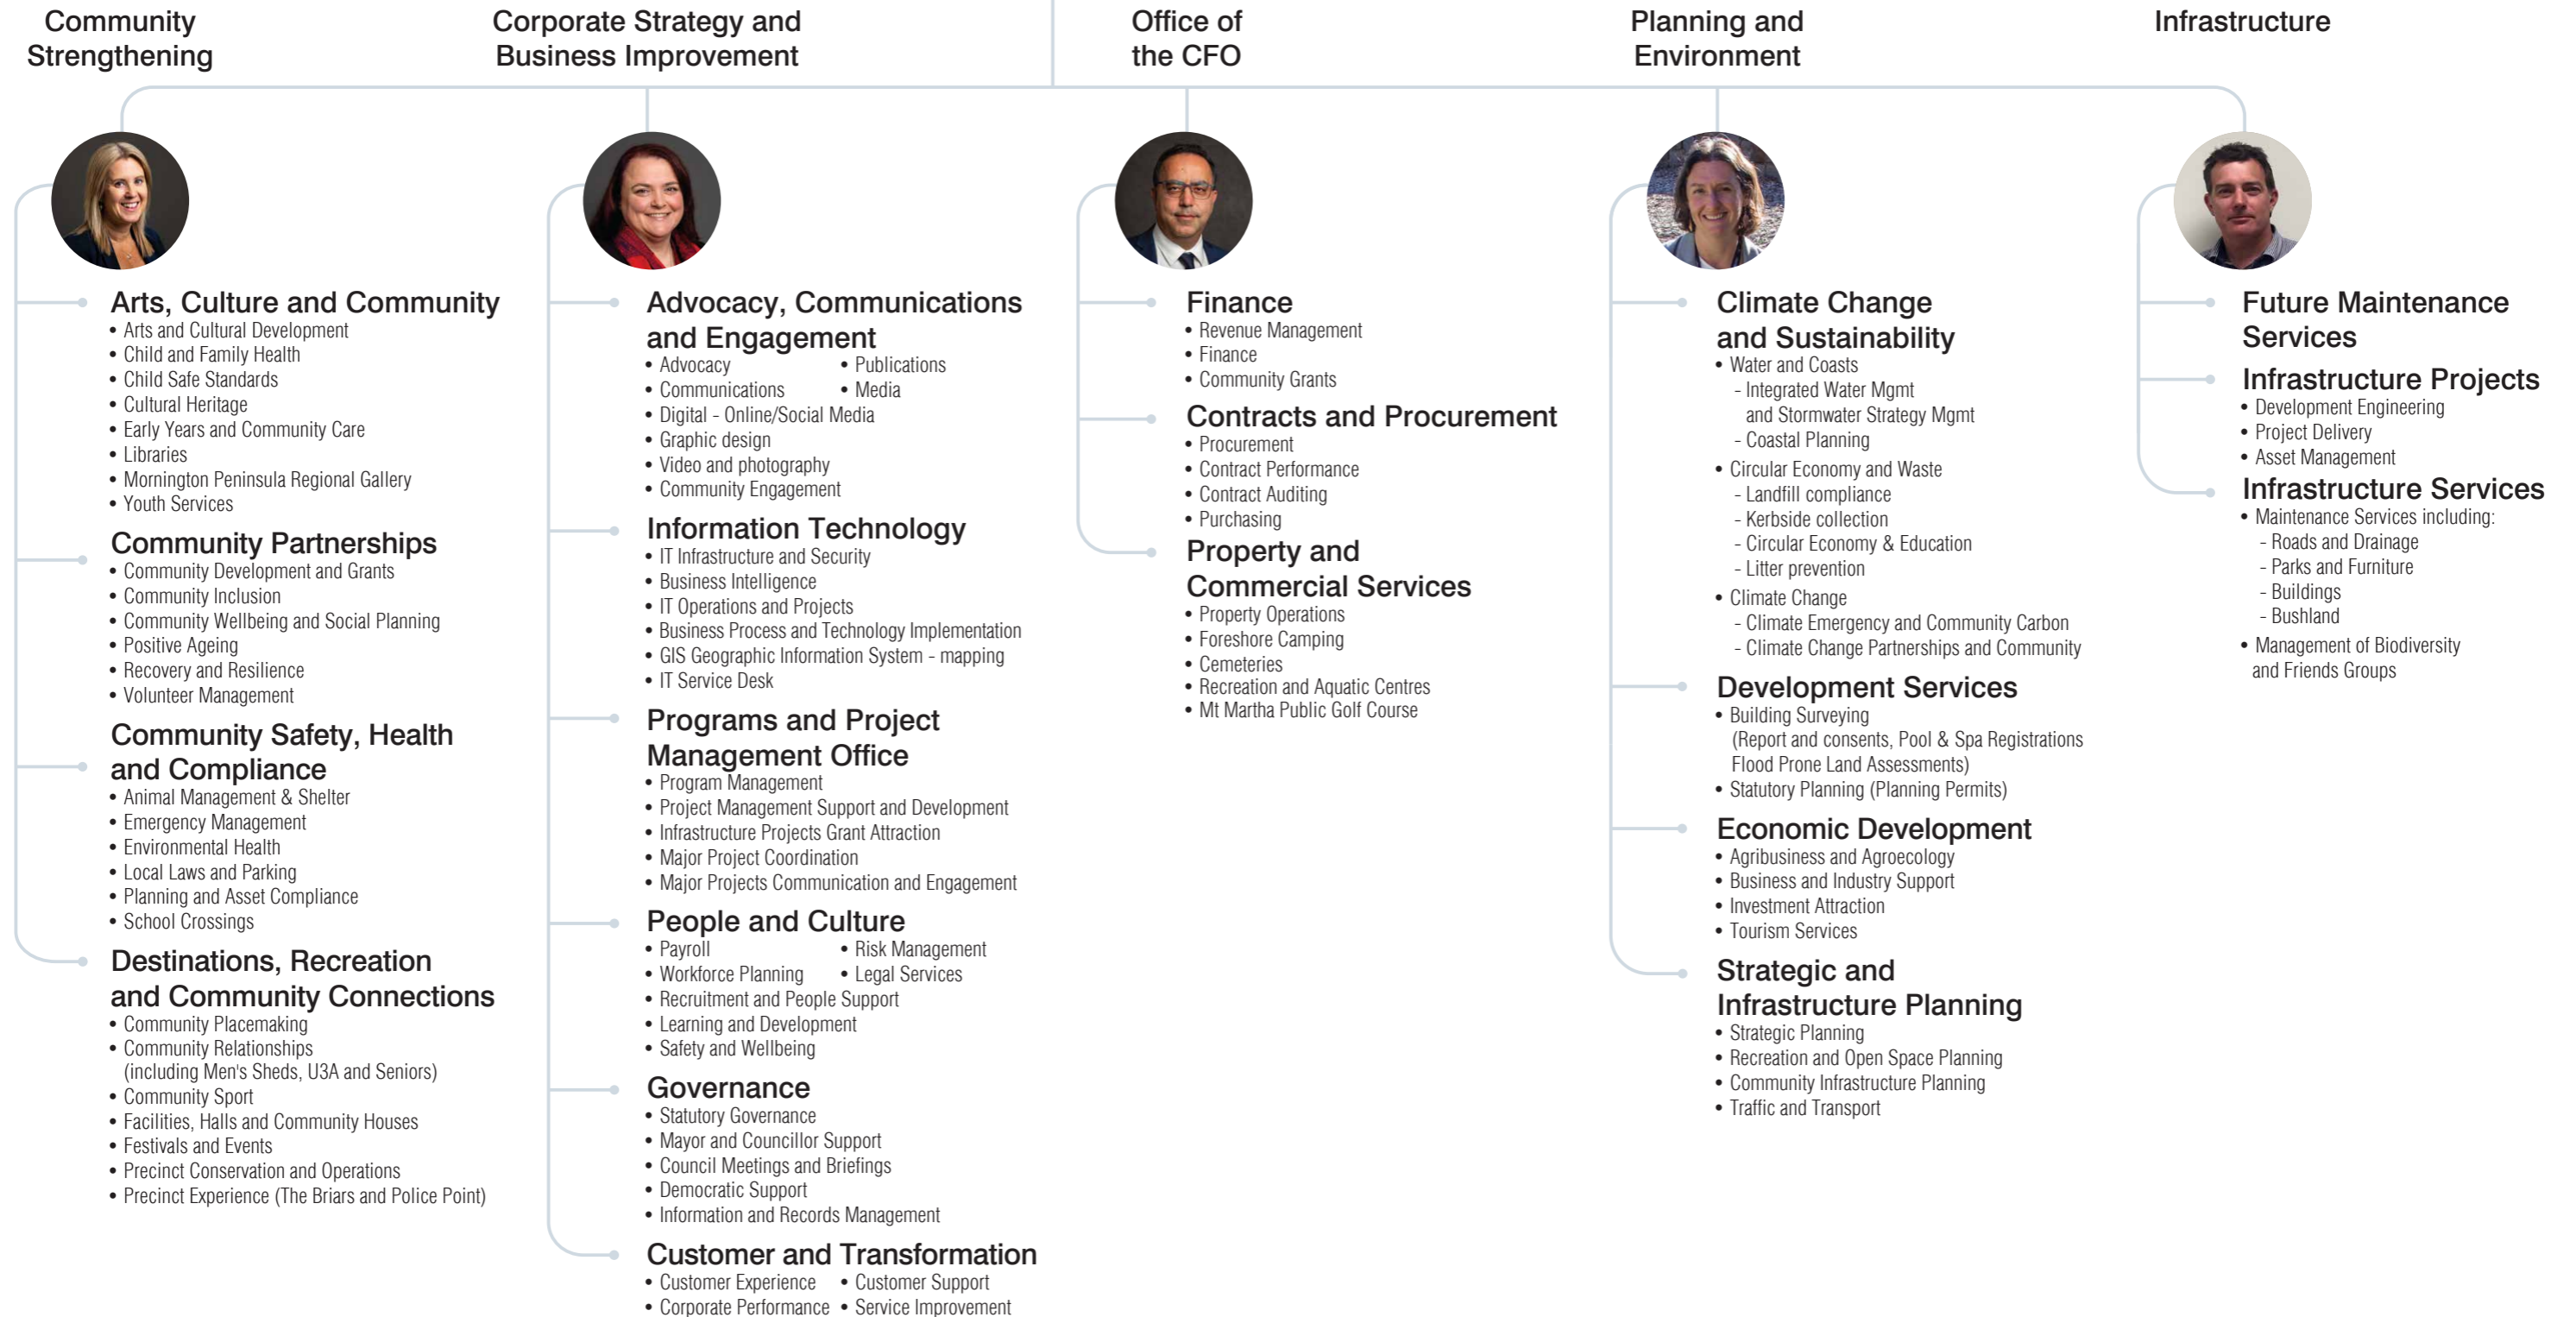 Community
Strengthening
Corporate Strategy and
Business Improvement
Office of
the CFO
Planning and
Environment
Infrastructure
Arts, Culture and Community
• Arts and Cultural Development
• Child and Family Health
• Child Safe Standards
• Cultural Heritage
• Early Years and Community Care
• Libraries
• Mornington Peninsula Regional Gallery
• Youth Services
Community Partnerships
• Community Development and Grants
• Community Inclusion
• Community Wellbeing and Social Planning
• Positive Ageing
• Recovery and Resilience
• Volunteer Management
Community Safety, Health
and Compliance
• Animal Management & Shelter
• Emergency Management
• Environmental Health
• Local Laws and Parking
• Planning and Asset Compliance
• School Crossings
Destinations, Recreation
and Community Connections
• Community Placemaking
• Community Relationships
(including Men's Sheds, U3A and Seniors)
• Community Sport
• Facilities, Halls and Community Houses
• Festivals and Events
• Precinct Conservation and Operations
• Precinct Experience (The Briars and Police Point)
Advocacy, Communications
and Engagement
• Advocacy • Publications
• Communications • Media
• Digital - Online/Social Media
• Graphic design
• Video and photography
• Community Engagement
Information Technology
• IT Infrastructure and Security
• Business Intelligence
• IT Operations and Projects
• Business Process and Technology Implementation
• GIS Geographic Information System - mapping
• IT Service Desk
Programs and Project
Management Office
• Program Management
• Project Management Support and Development
• Infrastructure Projects Grant Attraction
• Major Project Coordination
• Major Projects Communication and Engagement
People and Culture
• Payroll • Risk Management
• Workforce Planning • Legal Services
• Recruitment and People Support
• Learning and Development
• Safety and Wellbeing
Governance
• Statutory Governance
• Mayor and Councillor Support
• Council Meetings and Briefings
• Democratic Support
• Information and Records Management
Customer and Transformation
• Customer Experience • Customer Support
• Corporate Performance • Service Improvement
Finance
• Revenue Management
• Finance
• Community Grants
Contracts and Procurement
• Procurement
• Contract Performance
• Contract Auditing
• Purchasing
Property and
Commercial Services
• Property Operations
• Foreshore Camping
• Cemeteries
• Recreation and Aquatic Centres
• Mt Martha Public Golf Course
Climate Change
and Sustainability
• Water and Coasts
- Integrated Water Mgmt
and Stormwater Strategy Mgmt
- Coastal Planning
• Circular Economy and Waste
- Landfill compliance
- Kerbside collection
- Circular Economy & Education
- Litter prevention
• Climate Change
- Climate Emergency and Community Carbon
- Climate Change Partnerships and Community
Development Services
• Building Surveying
(Report and consents, Pool & Spa Registrations
Flood Prone Land Assessments)
• Statutory Planning (Planning Permits)
Economic Development
• Agribusiness and Agroecology
• Business and Industry Support
• Investment Attraction
• Tourism Services
Strategic and
Infrastructure Planning
• Strategic Planning
• Recreation and Open Space Planning
• Community Infrastructure Planning
• Traffic and Transport
Future Maintenance
Services
Infrastructure Projects
• Development Engineering
• Project Delivery
• Asset Management
Infrastructure Services
• Maintenance Services including:
- Roads and Drainage
- Parks and Furniture
- Buildings
- Bushland
• Management of Biodiversity
and Friends Groups